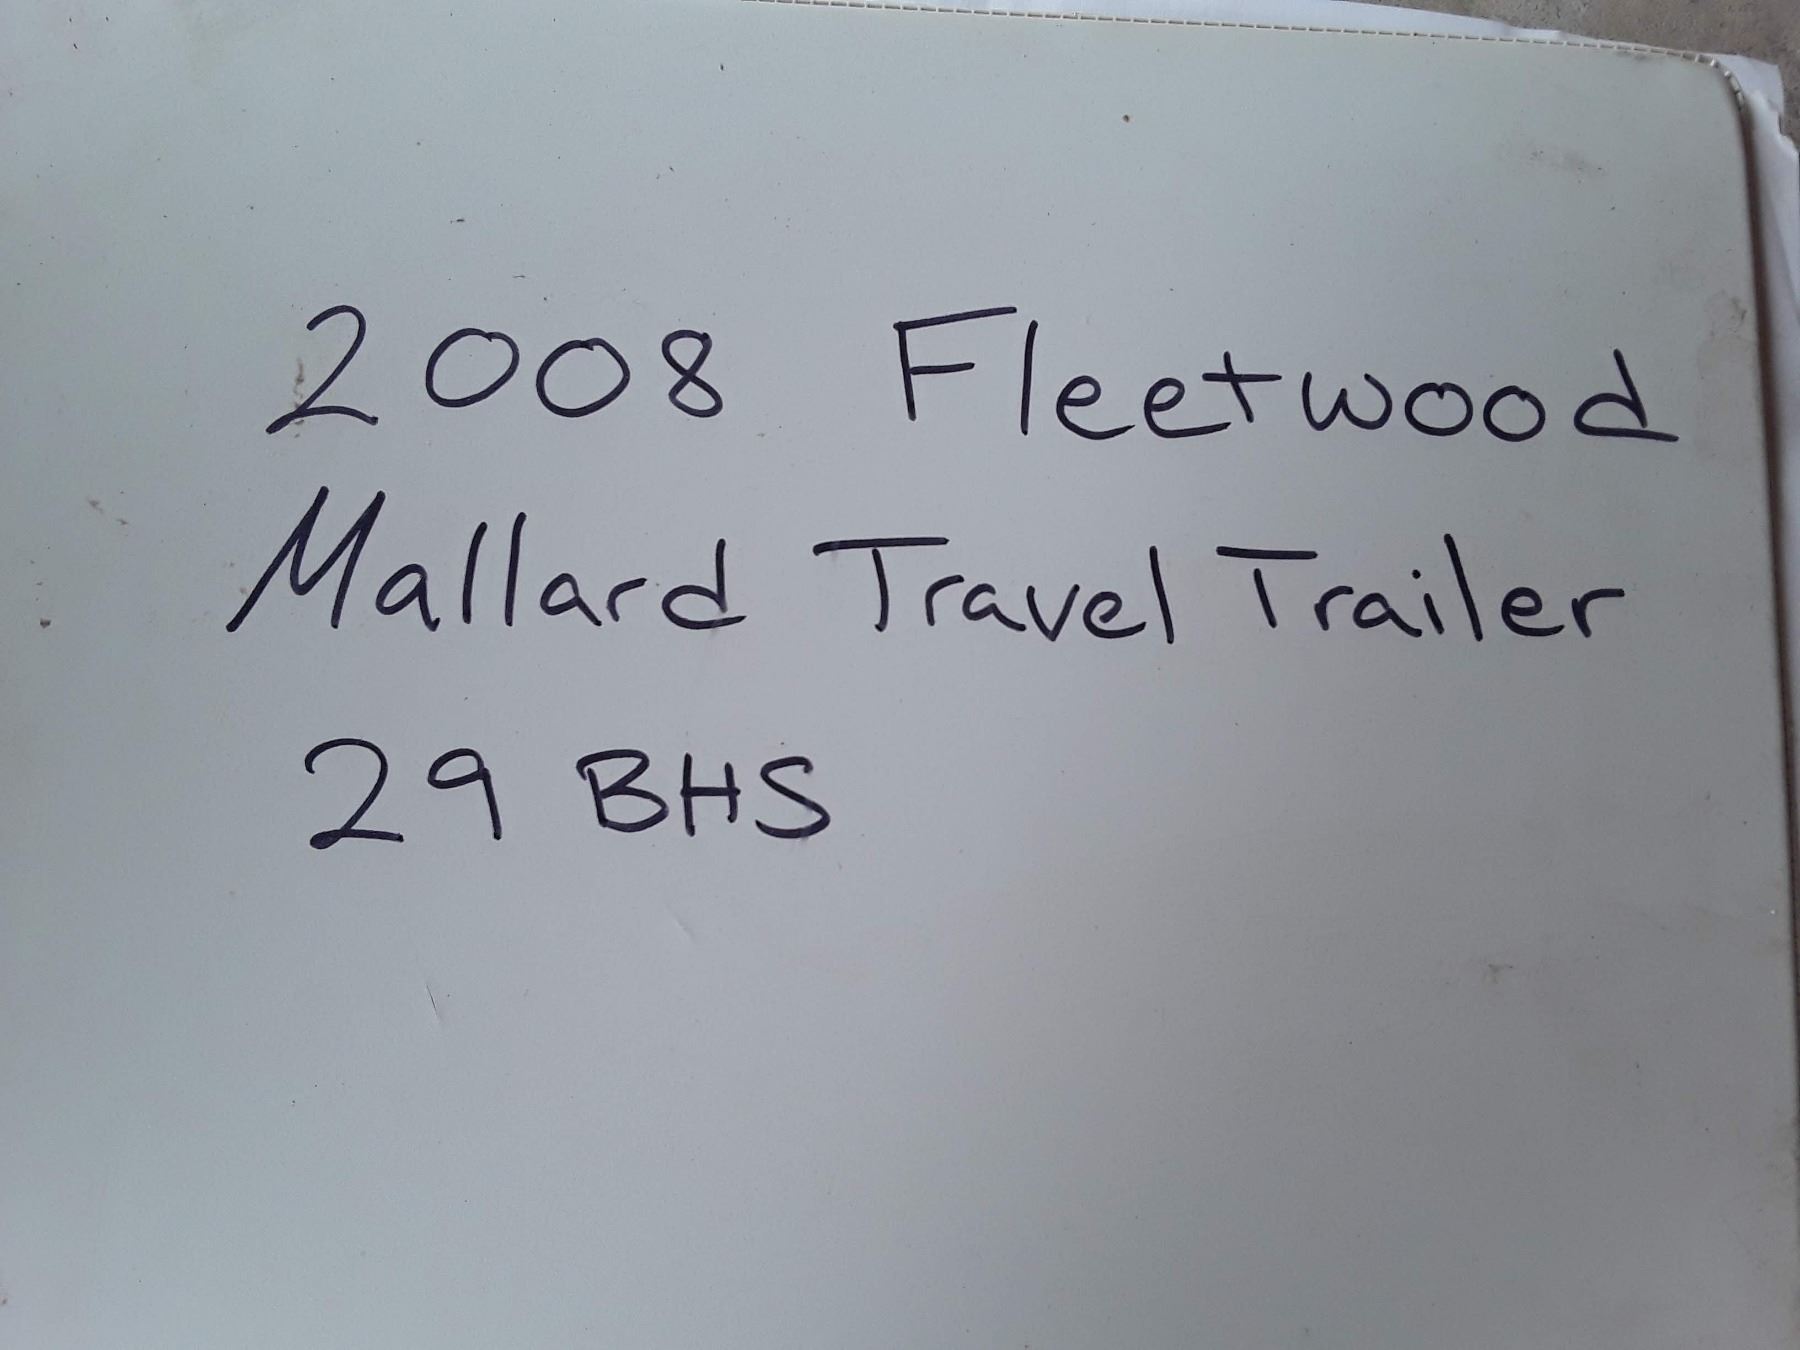 2008 Fleetwood
Mallard Travel Trailer
29 BHS